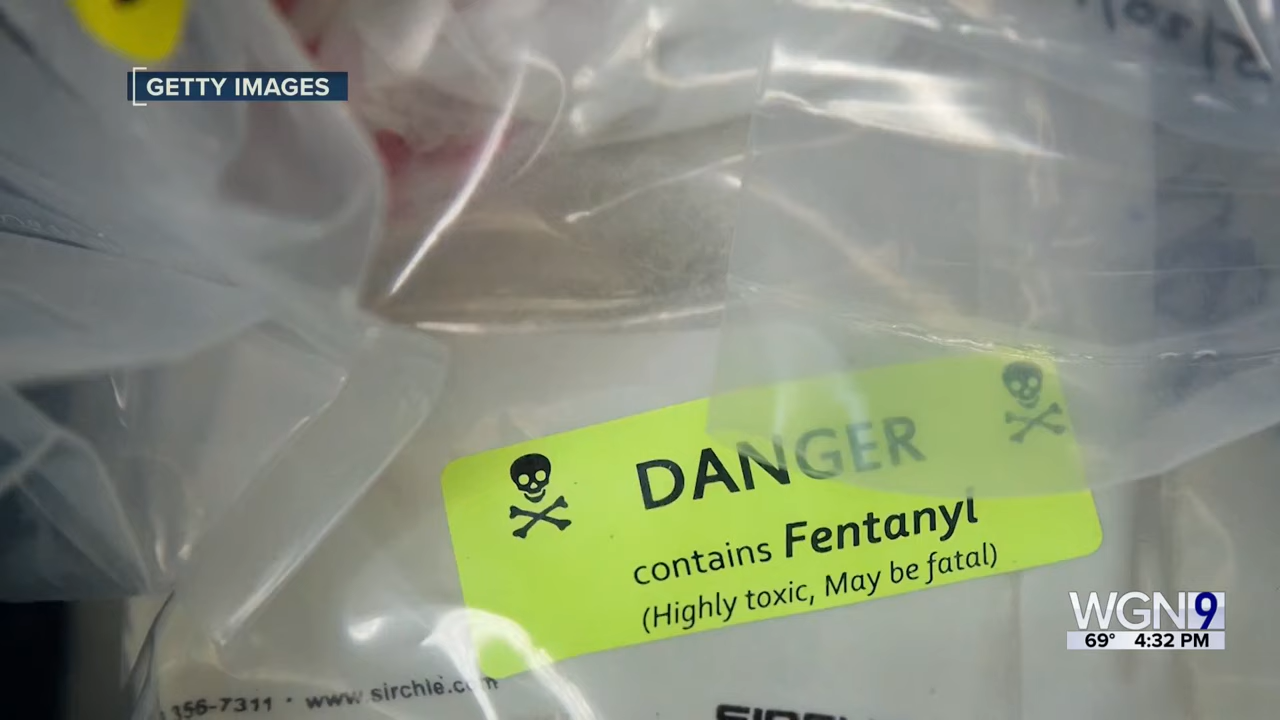 GETTY IMAGES
DANGER
contains Fentanyl
(Highly toxic, May be fatal)
356-7311 · www.sirchie.com
WGN9
69° 4:32 PM